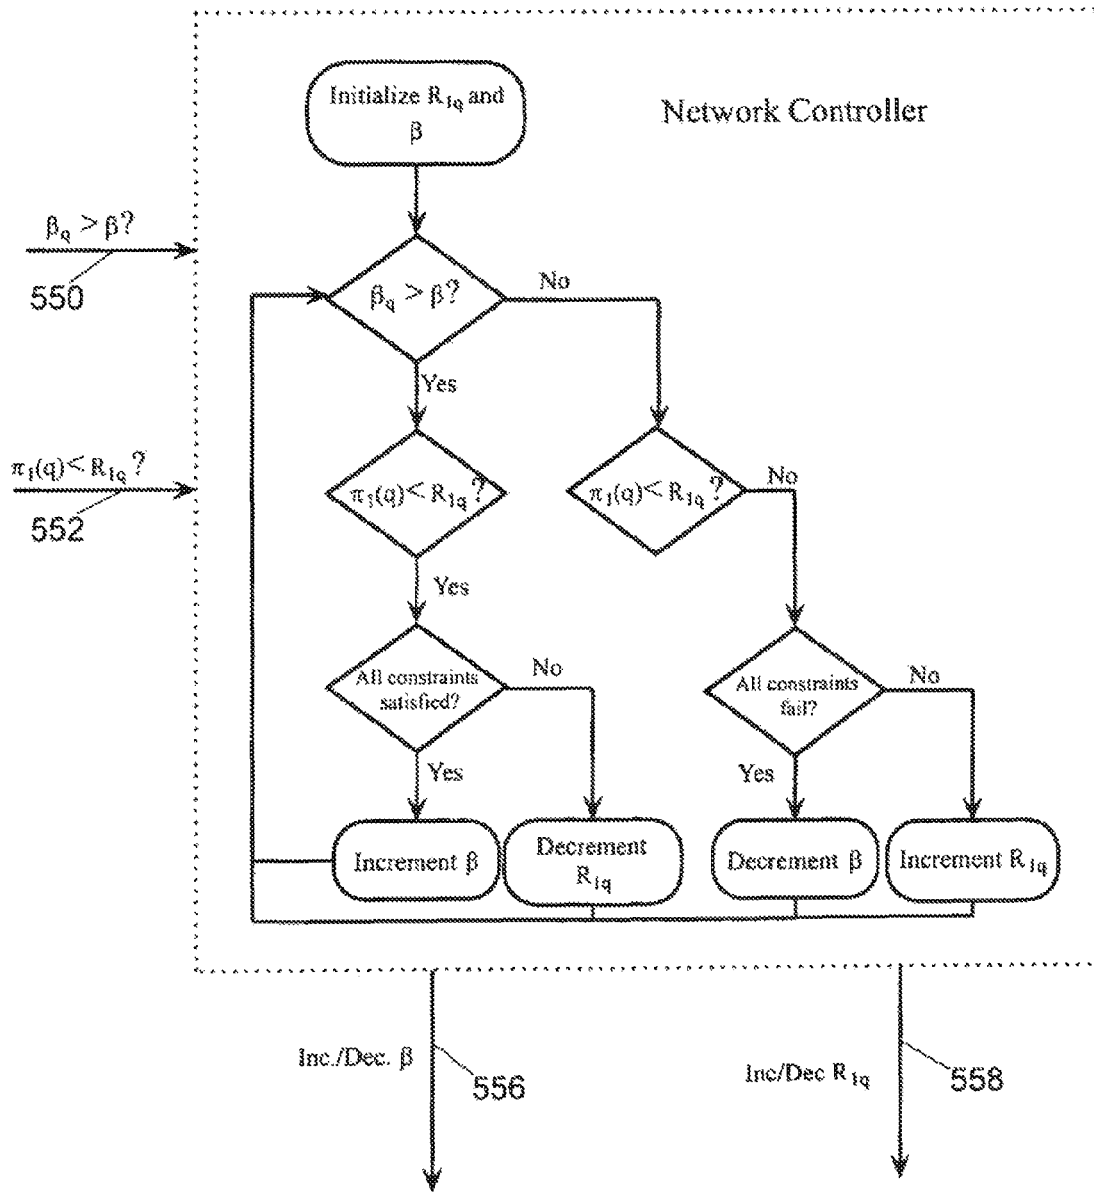 Initialize R1q and
β
Network Controller
βq > β?
550
βq > β?
No
Yes
π1(q)< R1q ?
552
π1(q)< R1q ?
π1(q)< R1q ?
No
Yes
All constraints
satisfied?
No
All constraints
fail?
No
Yes
Yes
Increment β
Decrement
R1q
Decrement β
Increment R1q
Inc./Dec. β
556
Inc/Dec R1q
558